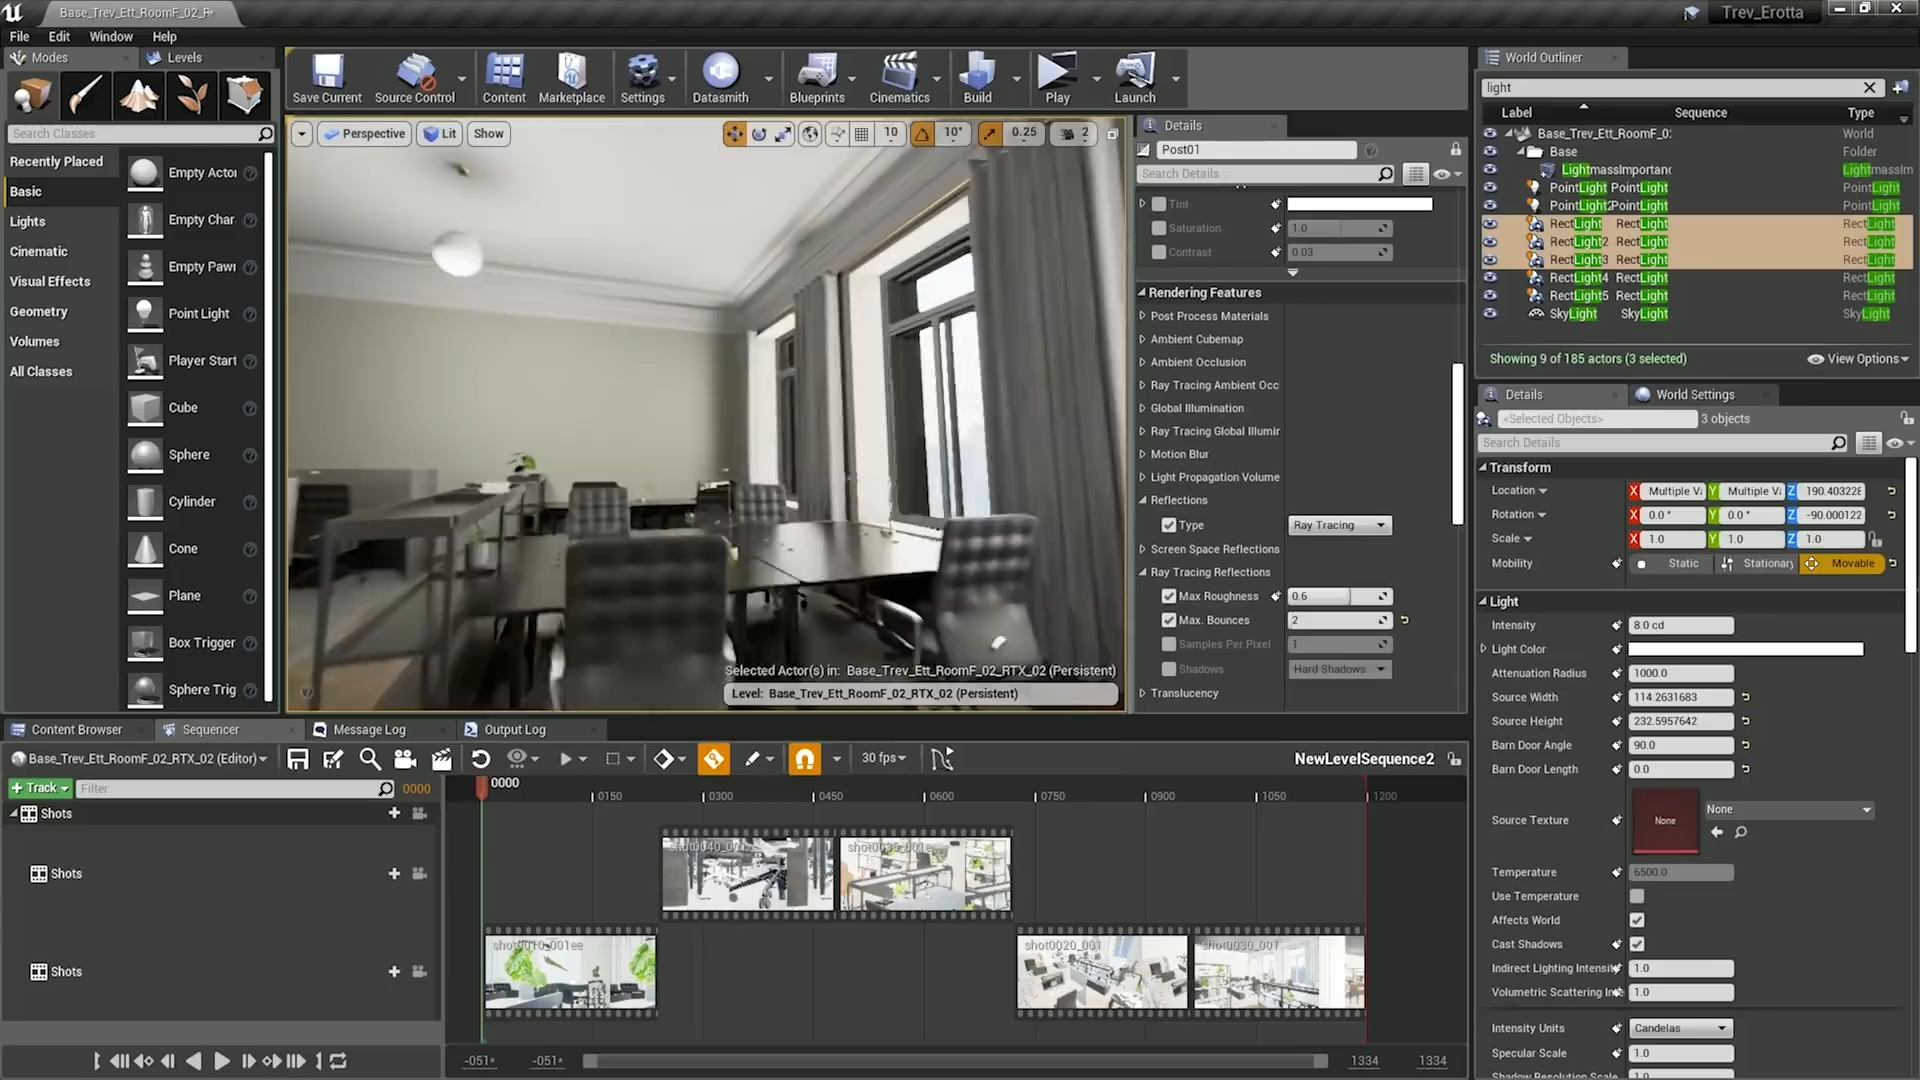 Base_Trev_Ett_RoomF_02_R*
Trev_Erotta
File Edit Window Help
Modes
Levels
Search Classes
Recently Placed
Basic
Lights
Cinematic
Visual Effects
Geometry
Volumes
All Classes
Empty Actor
Empty Char
Empty Pawn
Point Light
Player Start
Cube
Sphere
Cylinder
Cone
Plane
Box Trigger
Sphere Trig
Save Current
Source Control
Content
Marketplace
Settings
Datasmith
Blueprints
Cinematics
Build
Play
Launch
Perspective
Lit
Show
10
10°
0.25
2
Selected Actor(s) in: Base_Trev_Ett_RoomF_02_RTX_02 (Persistent)
Level: Base_Trev_Ett_RoomF_02_RTX_02 (Persistent)
Details
Post01
Search Details
Tint
Saturation 1.0
Contrast 0.03
Rendering Features
Post Process Materials
Ambient Cubemap
Ambient Occlusion
Ray Tracing Ambient Occ
Global Illumination
Ray Tracing Global Illumir
Motion Blur
Light Propagation Volume
Reflections
Type Ray Tracing
Screen Space Reflections
Ray Tracing Reflections
Max Roughness 0.6
Max. Bounces 2
Samples Per Pixel 1
Shadows Hard Shadows
Translucency
World Outliner
light
Label Sequence Type
Base_Trev_Ett_RoomF_0: World
Base Folder
LightmassImportanc LightmassIm
PointLight PointLight PointLight
PointLight2 PointLight PointLight
RectLight RectLight RectLight
RectLight2 RectLight RectLight
RectLight3 RectLight RectLight
RectLight4 RectLight RectLight
RectLight5 RectLight RectLight
SkyLight SkyLight SkyLight
Showing 9 of 185 actors (3 selected)
View Options
Details
World Settings
<Selected Objects> 3 objects
Search Details
Transform
Location X Multiple Va Y Multiple Va Z 190.403228
Rotation X 0.0 ° Y 0.0 ° Z -90.000122
Scale X 1.0 Y 1.0 Z 1.0
Mobility Static Stationary Movable
Light
Intensity 8.0 cd
Light Color
Attenuation Radius 1000.0
Source Width 114.2631683
Source Height 232.5957642
Barn Door Angle 90.0
Barn Door Length 0.0
Source Texture None None
Temperature 6500.0
Use Temperature
Affects World
Cast Shadows
Indirect Lighting Intensity 1.0
Volumetric Scattering Inte 1.0
Intensity Units Candelas
Specular Scale 1.0
Shadow Resolution Scale 1.0
Content Browser
Sequencer
Message Log
Output Log
Base_Trev_Ett_RoomF_02_RTX_02 (Editor)
30 fps
NewLevelSequence2
+ Track
Filter
0000
0000
0150 0300 0450 0600 0750 0900 1050 1200
Shots
Shots
Shots
shot0040_001
shot0035_001e
shot0010_001ee
shot0020_001
shot0030_001
-051* -051* 1334 1334